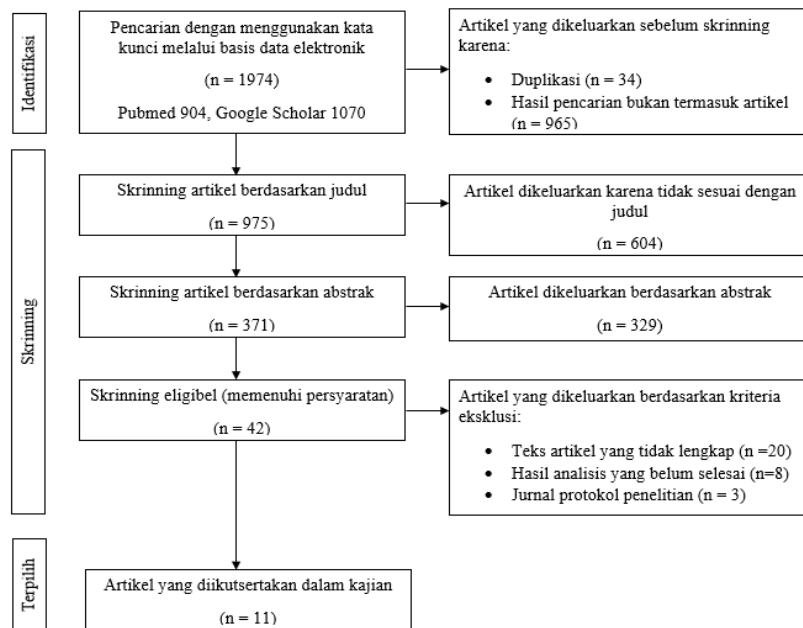 Identifikasi
Pencarian dengan menggunakan kata
kunci melalui basis data elektronik
(n = 1974)
Pubmed 904, Google Scholar 1070
Artikel yang dikeluarkan sebelum skrinning
karena:
• Duplikasi (n = 34)
• Hasil pencarian bukan termasuk artikel
(n = 965)
Skrinning
Skrinning artikel berdasarkan judul
(n = 975)
Artikel dikeluarkan karena tidak sesuai dengan
judul
(n = 604)
Skrinning artikel berdasarkan abstrak
(n = 371)
Artikel dikeluarkan berdasarkan abstrak
(n = 329)
Skrinning eligibel (memenuhi persyaratan)
(n = 42)
Artikel yang dikeluarkan berdasarkan kriteria
eksklusi:
• Teks artikel yang tidak lengkap (n =20)
• Hasil analisis yang belum selesai (n=8)
• Jurnal protokol penelitian (n = 3)
Terpilih
Artikel yang diikutsertakan dalam kajian
(n = 11)